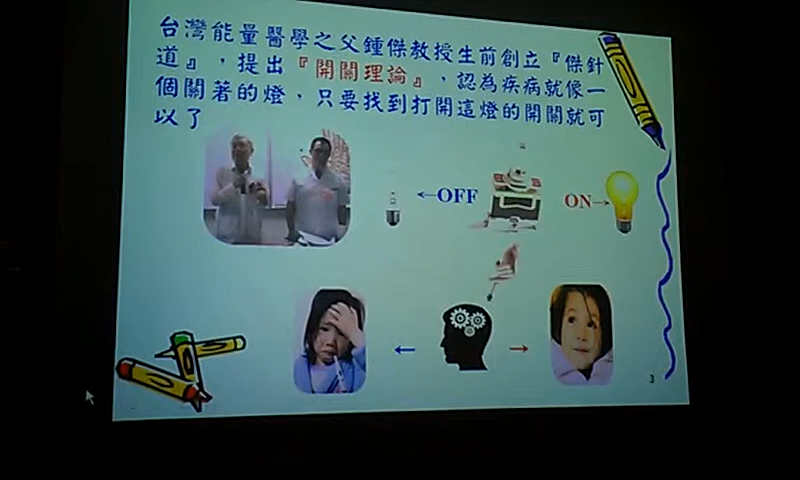 台灣能量醫學之父鍾傑教授生前創立『傑針
道』，提出『開關理論』，認為疾病就像一
個關著的燈，只要找到打開這燈的開關就可
以了
←OFF
ON→
3